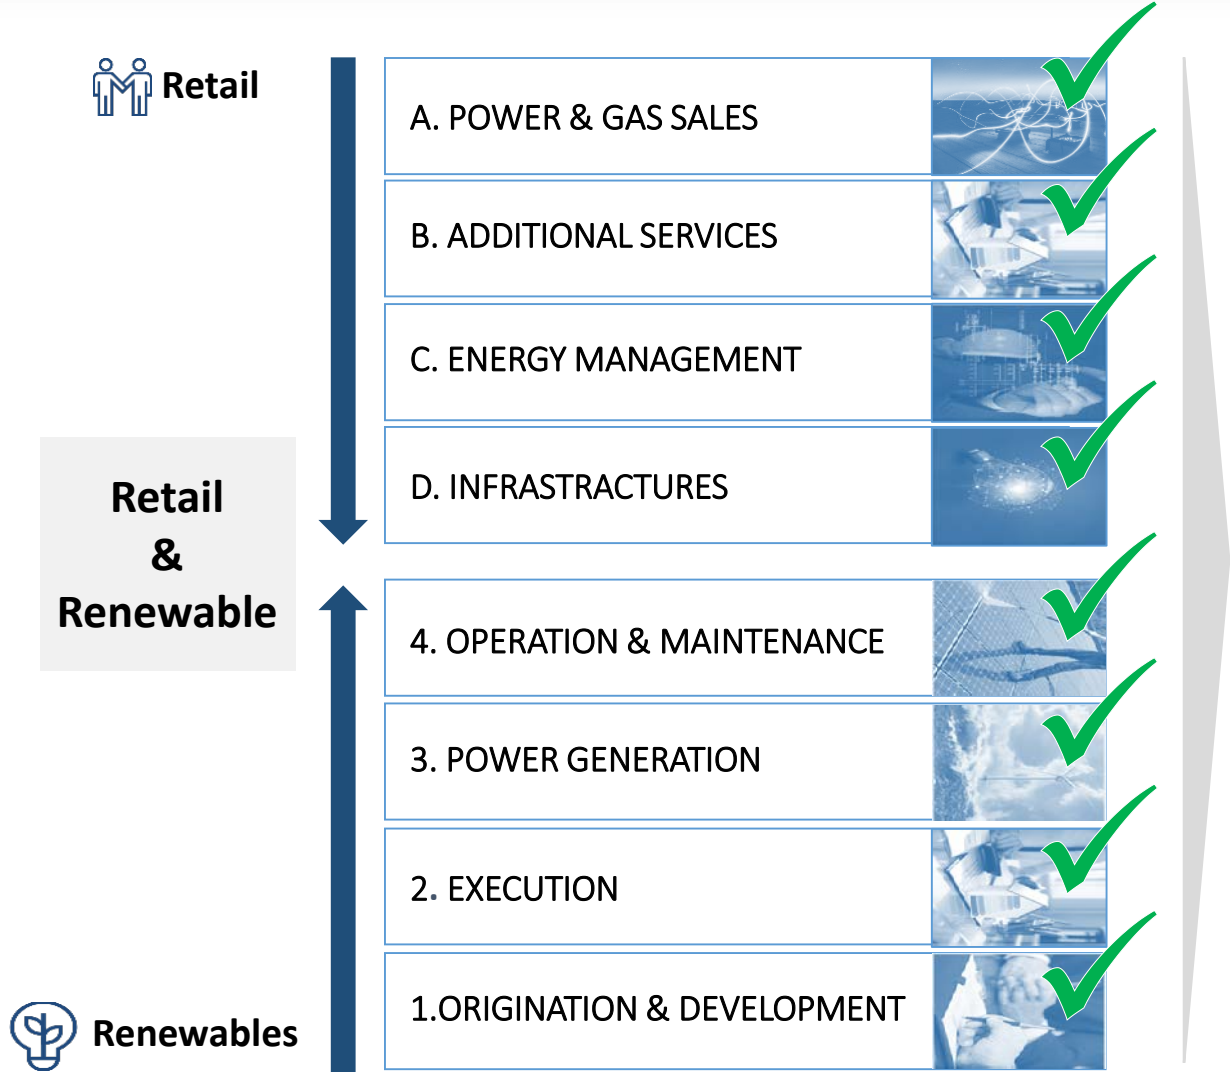 Retail
A. POWER & GAS SALES
B. ADDITIONAL SERVICES
C. ENERGY MANAGEMENT
D. INFRASTRACTURES
Retail
&
Renewable
4. OPERATION & MAINTENANCE
3. POWER GENERATION
2. EXECUTION
1.ORIGINATION & DEVELOPMENT
Renewables